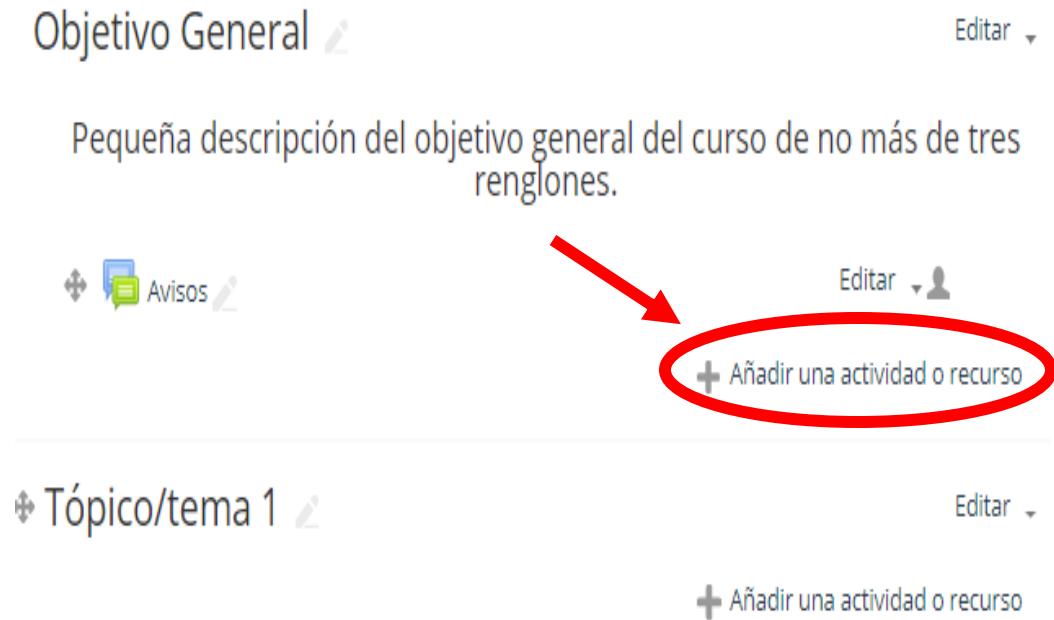 Objetivo General
Editar
Pequeña descripción del objetivo general del curso de no más de tres
renglones.
Avisos
Editar
Añadir una actividad o recurso
Tópico/tema 1
Editar
Añadir una actividad o recurso